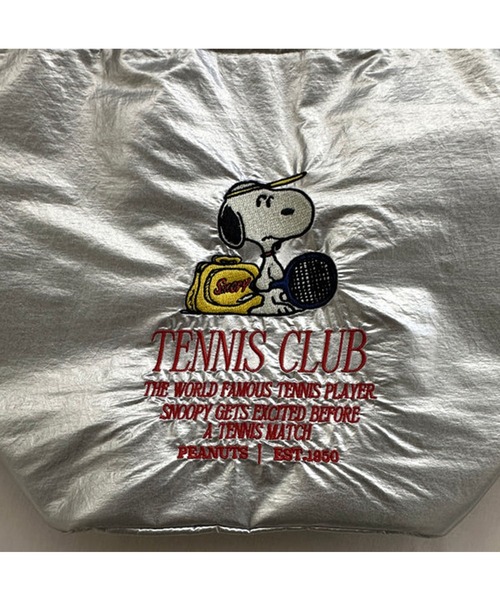 Snoopy
TENNIS CLUB
THE WORLD FAMOUS TENNIS PLAYER.
SNOOPY GETS EXCITED BEFORE
A TENNIS MATCH
PEANUTS | EST.1950